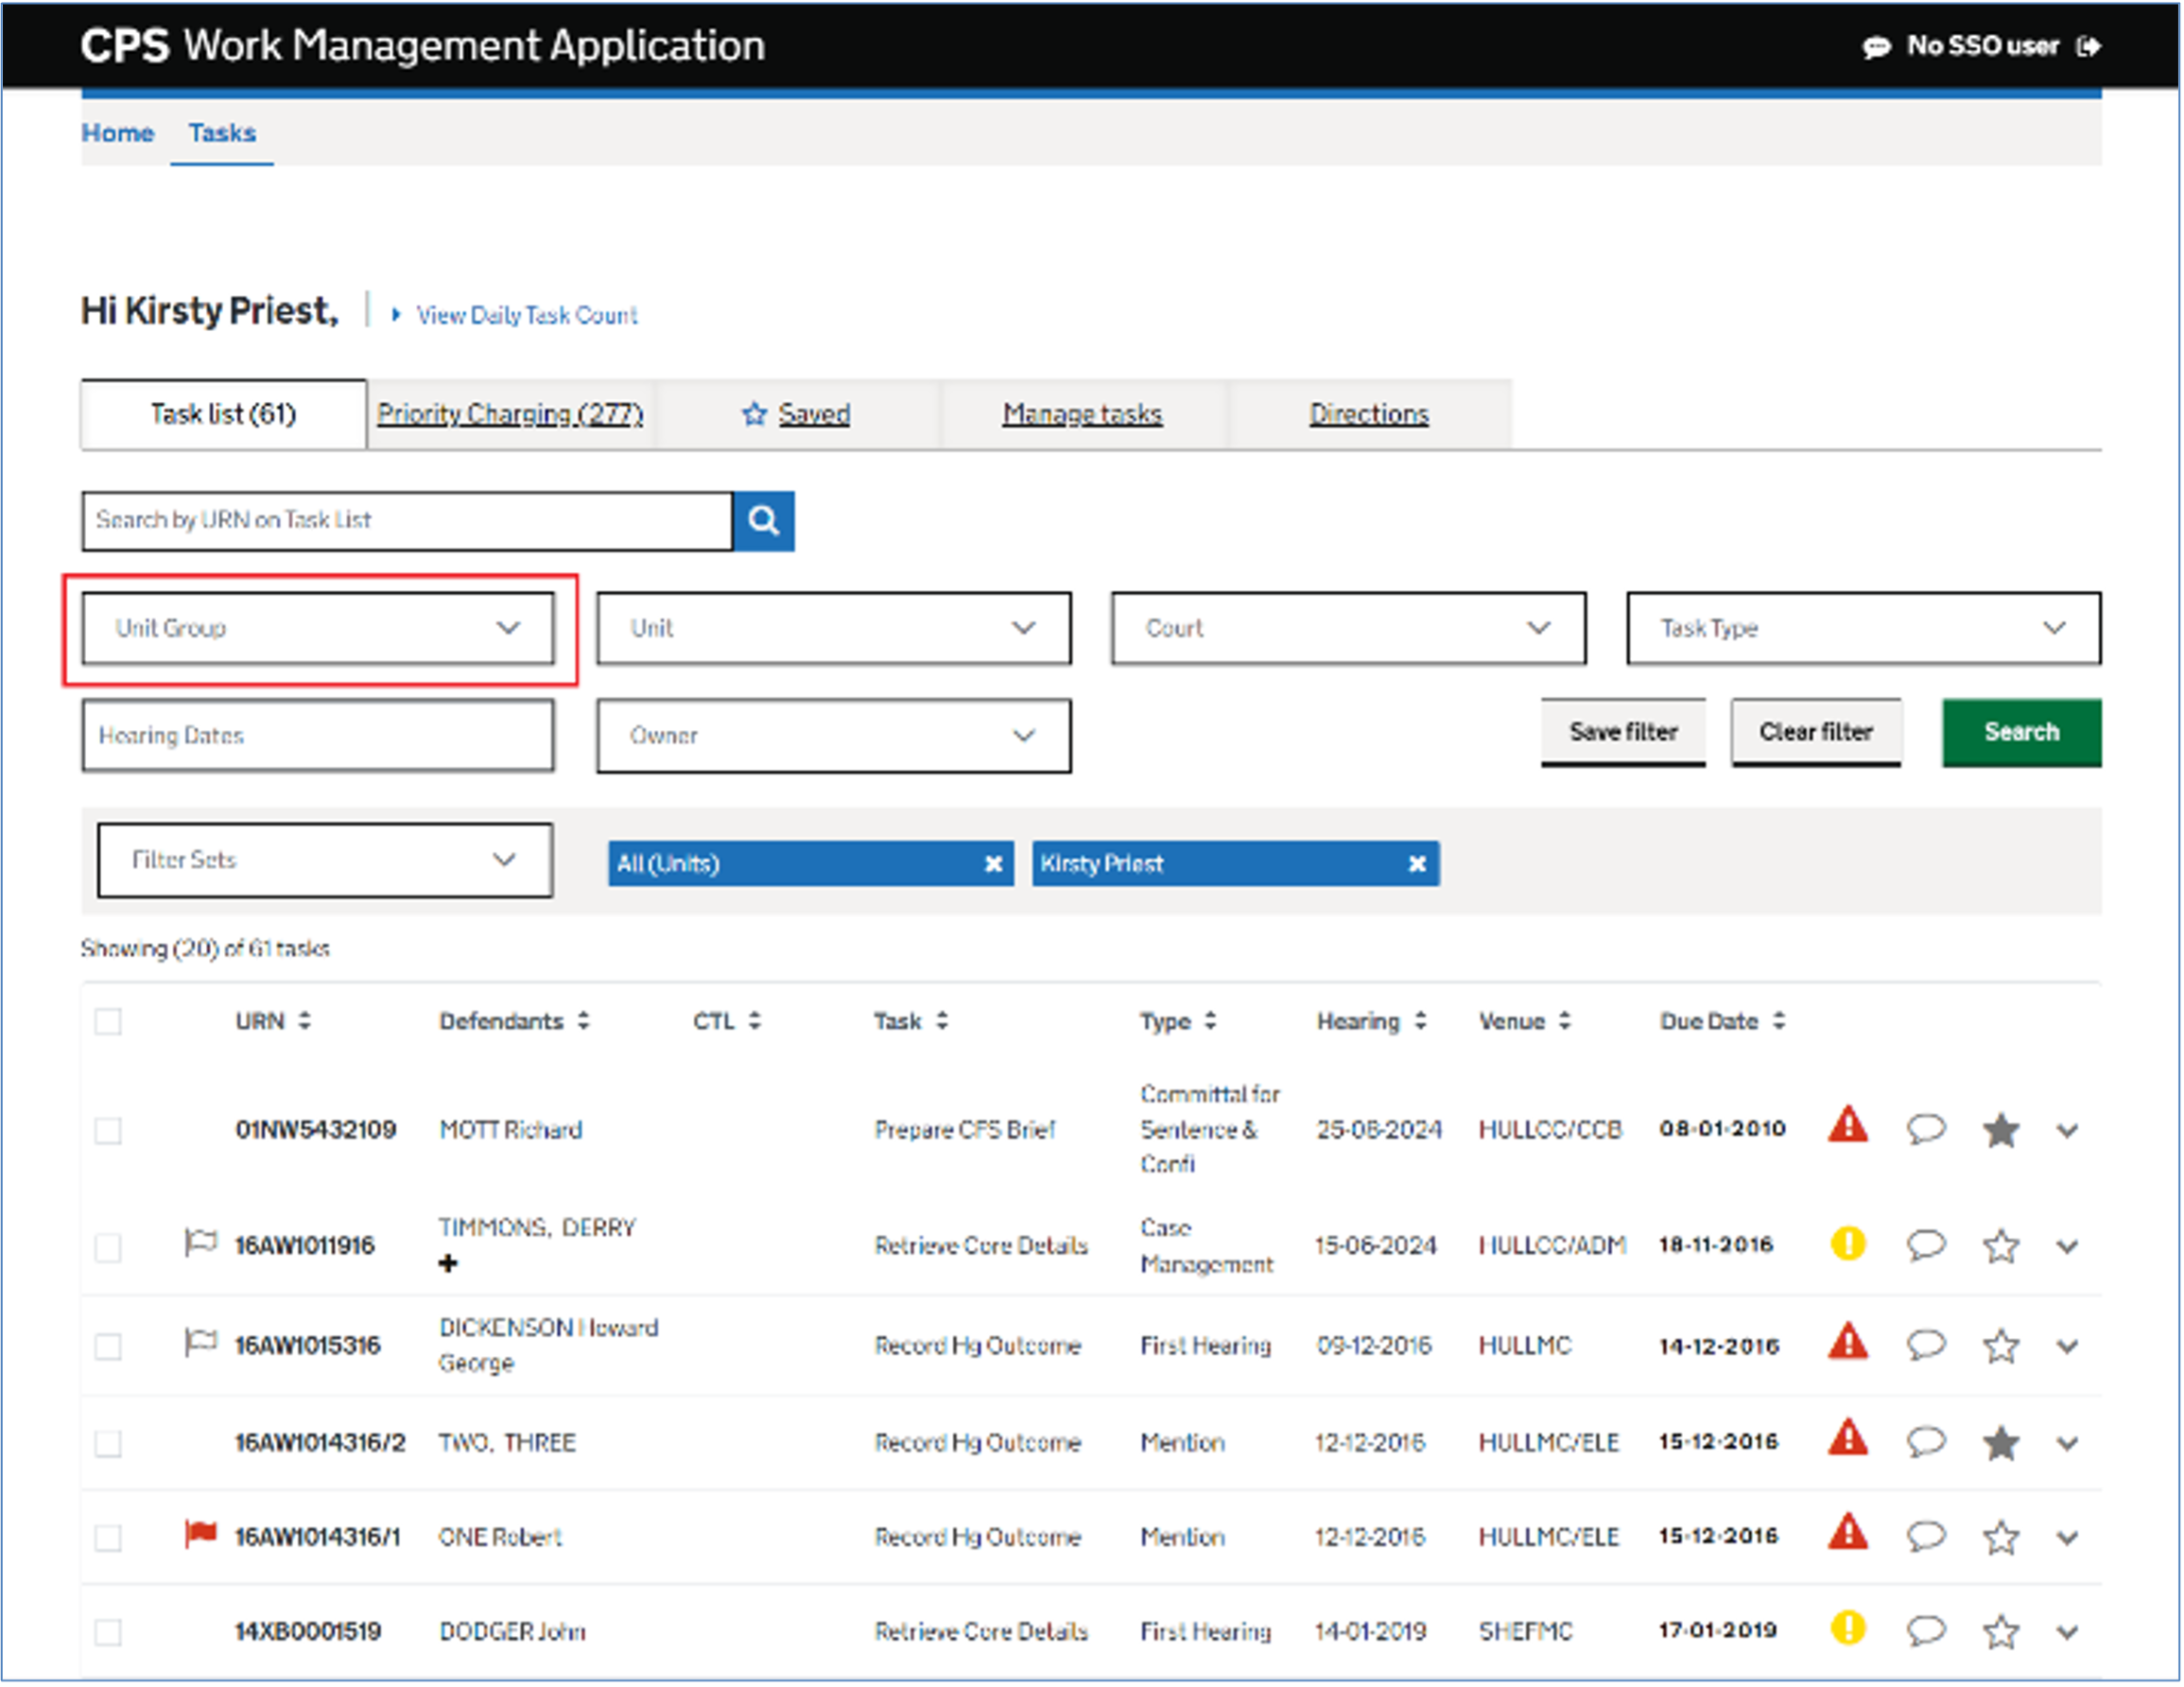 CPS Work Management Application No SSO user
Home Tasks
Hi Kirsty Priest, View Daily Task Count
Task list (61) Priority Charging (277) Saved Manage tasks Directions
Search by URN on Task List
Unit Group Unit Court Task Type
Hearing Dates Owner Save filter Clear filter Search
Filter Sets All (Units) Kirsty Priest
Showing (20) of 61 tasks
URN Defendants CTL Task Type Hearing Venue Due Date
Committal for
01NW5432109 MOTT Richard Prepare CFS Brief Sentence & HULLCC/CCB 08-01-2010
Confi
TIMMONS, DERRY Case
16AW1011916 Retrieve Core Details 15-06-2024 HULLCC/ADM 18-11-2016
+ Management
DICKENSON Howard
16AW1015316 Record Hg Outcome First Hearing 09-12-2016 HULLMC 14-12-2016
George
16AW1014316/2 TWO, THREE Record Hg Outcome Mention 12-12-2016 HULLMC/ELE 15-12-2016
16AW1014316/1 ONE Robert Record Hg Outcome Mention 12-12-2016 HULLMC/ELE 15-12-2016
14XB0001519 DODGER John Retrieve Core Details First Hearing 14-01-2019 SHEFMC 17-01-2019